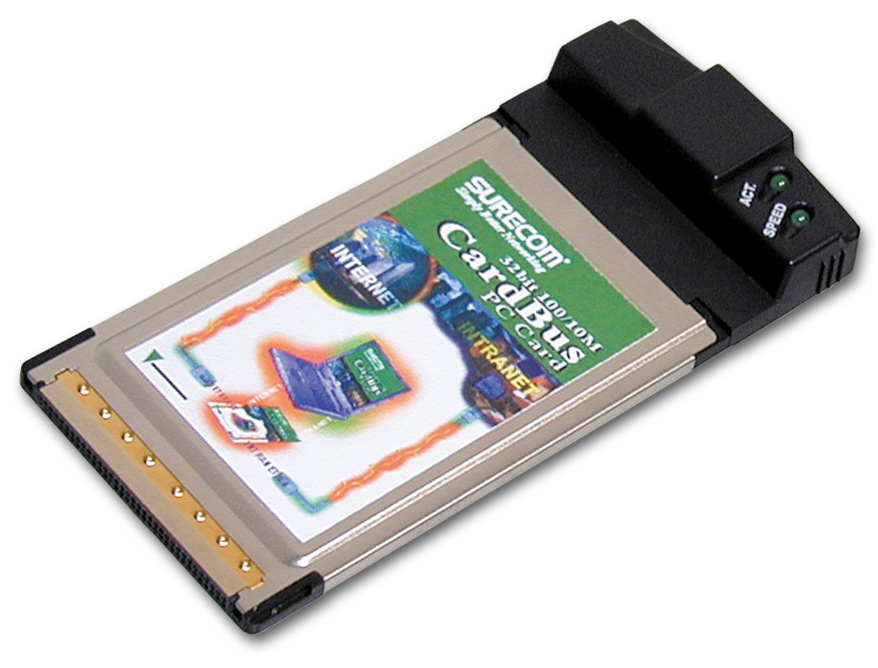 SURECOM
Simply Better Networking
32bit 100/10M
CardBus
PC Card
INTERNET
INTRANET
ACT.
SPEED